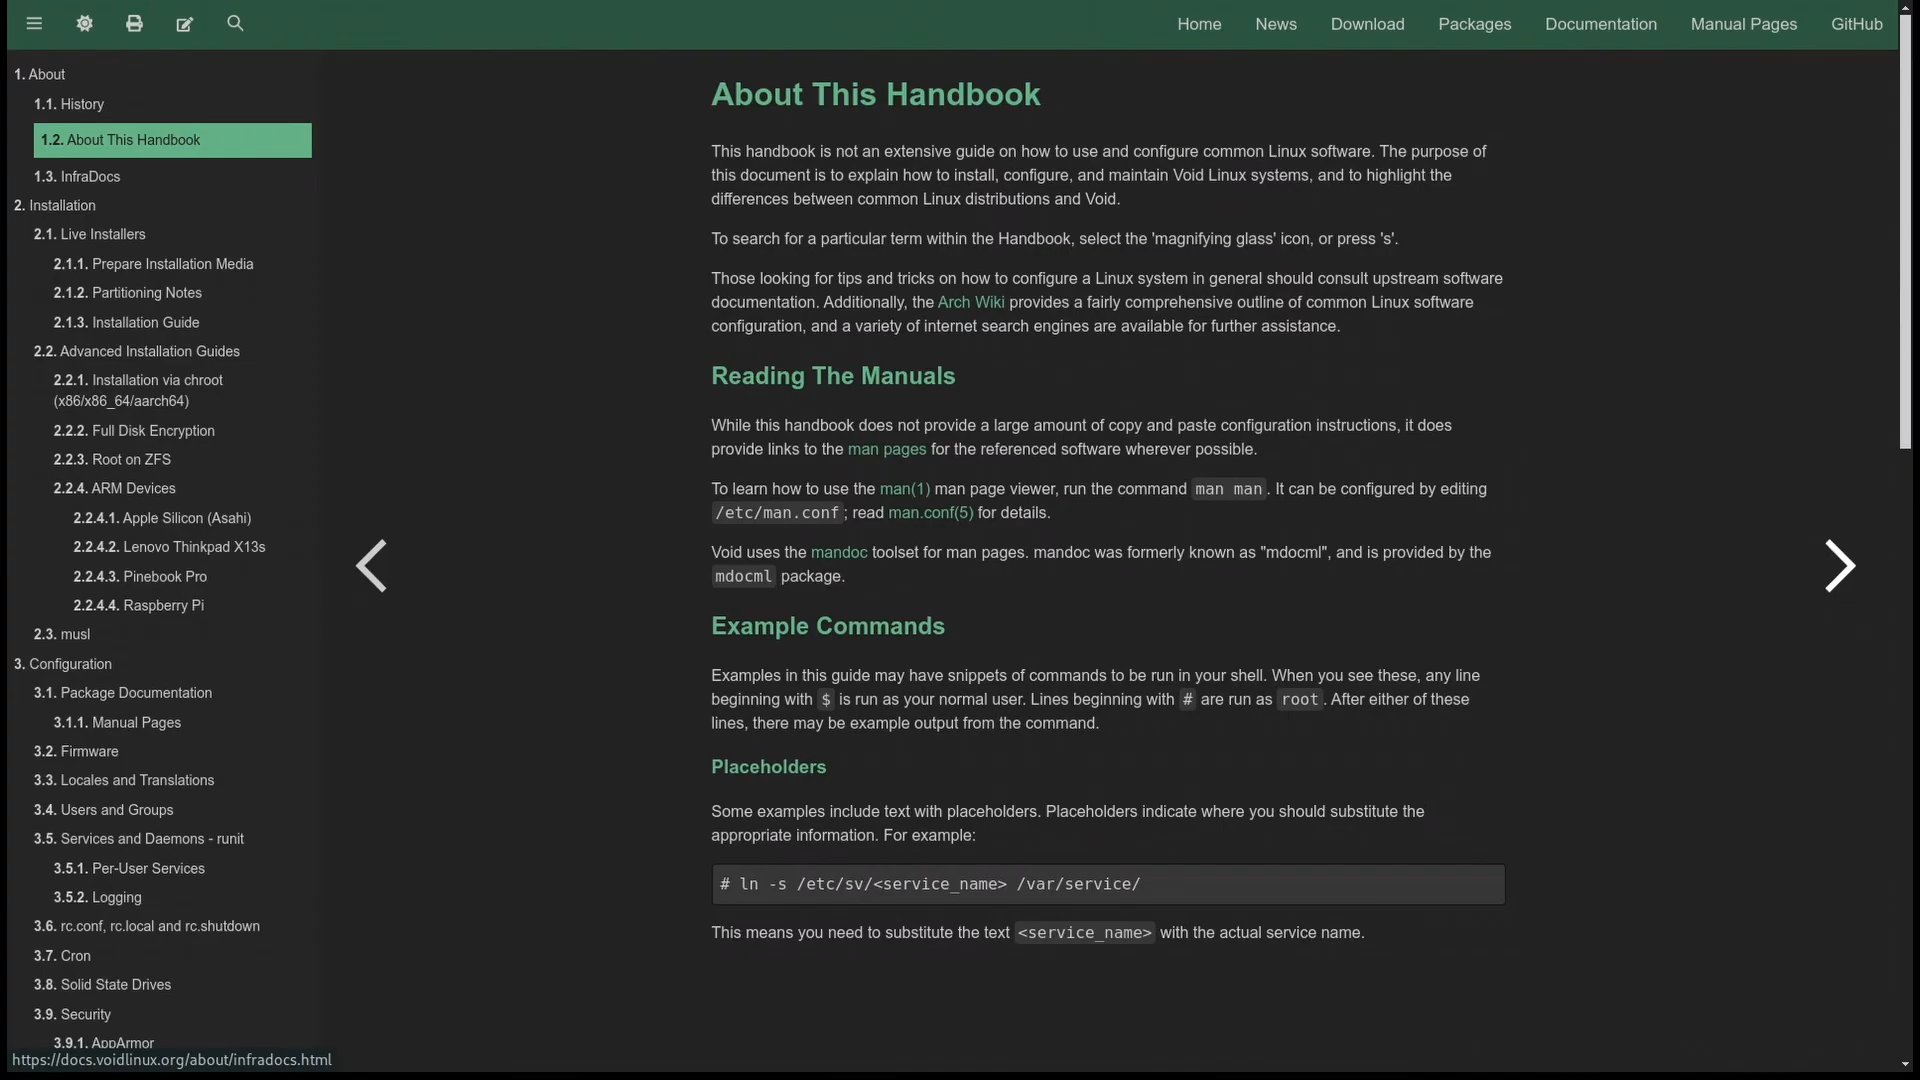 Home News Download Packages Documentation Manual Pages GitHub
1. About
1.1. History
1.2. About This Handbook
1.3. InfraDocs
2. Installation
2.1. Live Installers
2.1.1. Prepare Installation Media
2.1.2. Partitioning Notes
2.1.3. Installation Guide
2.2. Advanced Installation Guides
2.2.1. Installation via chroot
(x86/x86_64/aarch64)
2.2.2. Full Disk Encryption
2.2.3. Root on ZFS
2.2.4. ARM Devices
2.2.4.1. Apple Silicon (Asahi)
2.2.4.2. Lenovo Thinkpad X13s
2.2.4.3. Pinebook Pro
2.2.4.4. Raspberry Pi
2.3. musl
3. Configuration
3.1. Package Documentation
3.1.1. Manual Pages
3.2. Firmware
3.3. Locales and Translations
3.4. Users and Groups
3.5. Services and Daemons - runit
3.5.1. Per-User Services
3.5.2. Logging
3.6. rc.conf, rc.local and rc.shutdown
3.7. Cron
3.8. Solid State Drives
3.9. Security
3.9.1. AppArmor
https://docs.voidlinux.org/about/infradocs.html
About This Handbook
This handbook is not an extensive guide on how to use and configure common Linux software. The purpose of
this document is to explain how to install, configure, and maintain Void Linux systems, and to highlight the
differences between common Linux distributions and Void.
To search for a particular term within the Handbook, select the 'magnifying glass' icon, or press 's'.
Those looking for tips and tricks on how to configure a Linux system in general should consult upstream software
documentation. Additionally, the Arch Wiki provides a fairly comprehensive outline of common Linux software
configuration, and a variety of internet search engines are available for further assistance.
Reading The Manuals
While this handbook does not provide a large amount of copy and paste configuration instructions, it does
provide links to the man pages for the referenced software wherever possible.
To learn how to use the man(1) man page viewer, run the command man man. It can be configured by editing
/etc/man.conf; read man.conf(5) for details.
Void uses the mandoc toolset for man pages. mandoc was formerly known as "mdocml", and is provided by the
mdocml package.
Example Commands
Examples in this guide may have snippets of commands to be run in your shell. When you see these, any line
beginning with $ is run as your normal user. Lines beginning with # are run as root. After either of these
lines, there may be example output from the command.
Placeholders
Some examples include text with placeholders. Placeholders indicate where you should substitute the
appropriate information. For example:
# ln -s /etc/sv/<service_name> /var/service/
This means you need to substitute the text <service_name> with the actual service name.